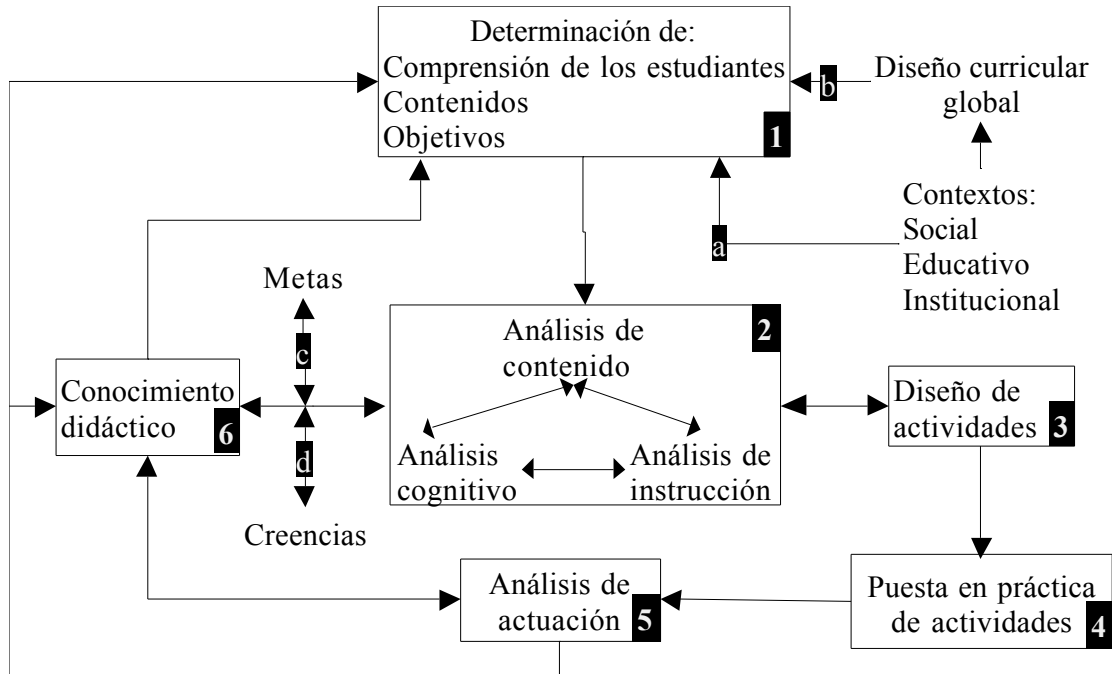 Determinación de:
Comprensión de los estudiantes
Contenidos
Objetivos
1
b
Diseño curricular
global
a
Contextos:
Social
Educativo
Institucional
Metas
c
d
Creencias
Análisis de
contenido
2
Análisis
cognitivo
Análisis de
instrucción
Diseño de
actividades
3
Conocimiento
didáctico
6
Análisis de
actuación
5
Puesta en práctica
de actividades
4